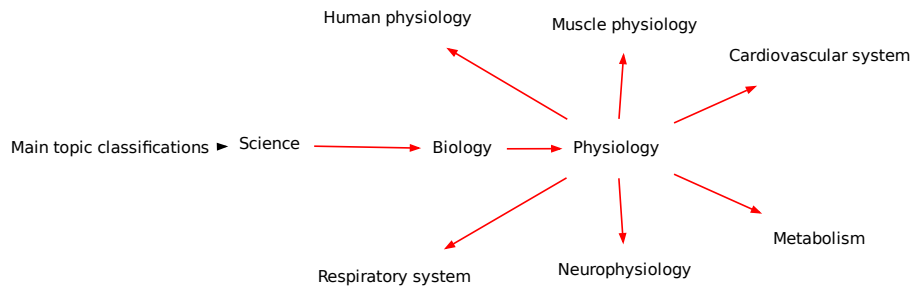 Human physiology
Muscle physiology
Cardiovascular system
Main topic classifications
Science
Biology
Physiology
Metabolism
Respiratory system
Neurophysiology